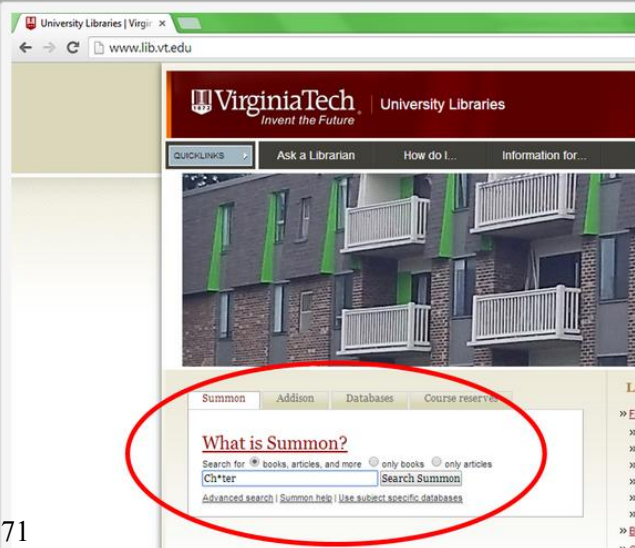 University Libraries | Virgin
www.lib.vt.edu
VirginiaTech
1872
Invent the Future
University Libraries
QUICKLINKS
Ask a Librarian
How do I...
Information for...
Summon
Addison
Databases
Course reserves
What is Summon?
Search for books, articles, and more only books only articles
Ch*ter
Search Summon
Advanced search | Summon help | Use subject specific databases
71